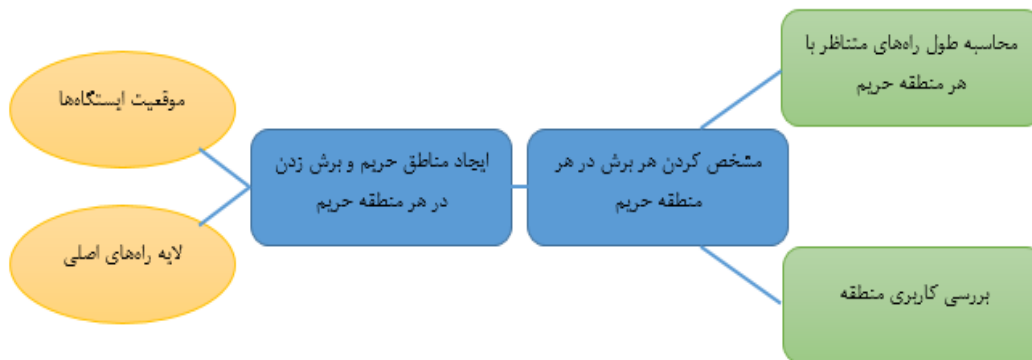 موقعیت ایستگاه‌ها
لایه راه‌های اصلی
ایجاد مناطق حریم و برش زدن
در هر منطقه حریم
مشخص کردن هر برش در هر
منطقه حریم
محاسبه طول راه‌های متناظر با
هر منطقه حریم
بررسی کاربری منطقه